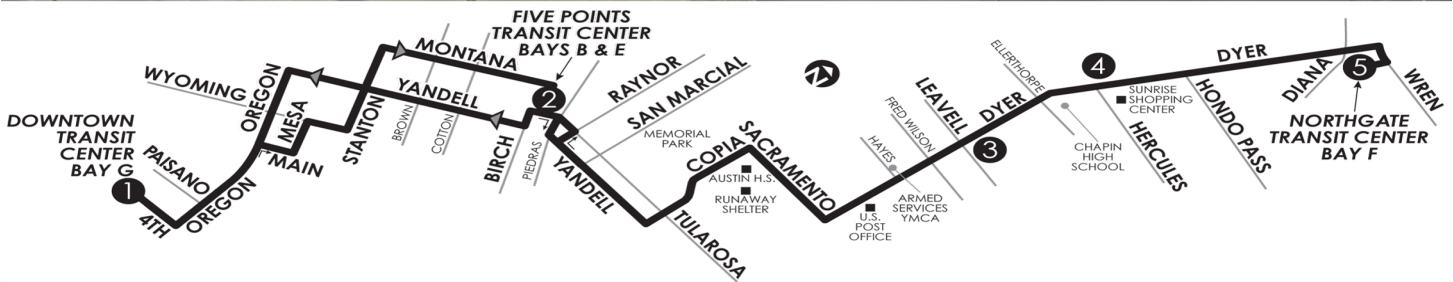 DOWNTOWN
TRANSIT
CENTER
BAY G
1
4TH
PAISANO
OREGON
WYOMING
OREGON
MESA
MAIN
STANTON
MONTANA
YANDELL
BROWN
COTTON
BIRCH
PIEDRAS
FIVE POINTS
TRANSIT CENTER
BAYS B & E
2
RAYNOR
SAN MARCIAL
MEMORIAL
PARK
YANDELL
TULAROSA
COPIA
AUSTIN H.S.
RUNAWAY
SHELTER
SACRAMENTO
N
U.S.
POST
OFFICE
HAYES
ARMED
SERVICES
YMCA
FRED WILSON
LEAVELL
3
DYER
ELLERTHORPE
CHAPIN
HIGH
SCHOOL
4
SUNRISE
SHOPPING
CENTER
HERCULES
HONDO PASS
DYER
DIANA
5
WREN
NORTHGATE
TRANSIT CENTER
BAY F